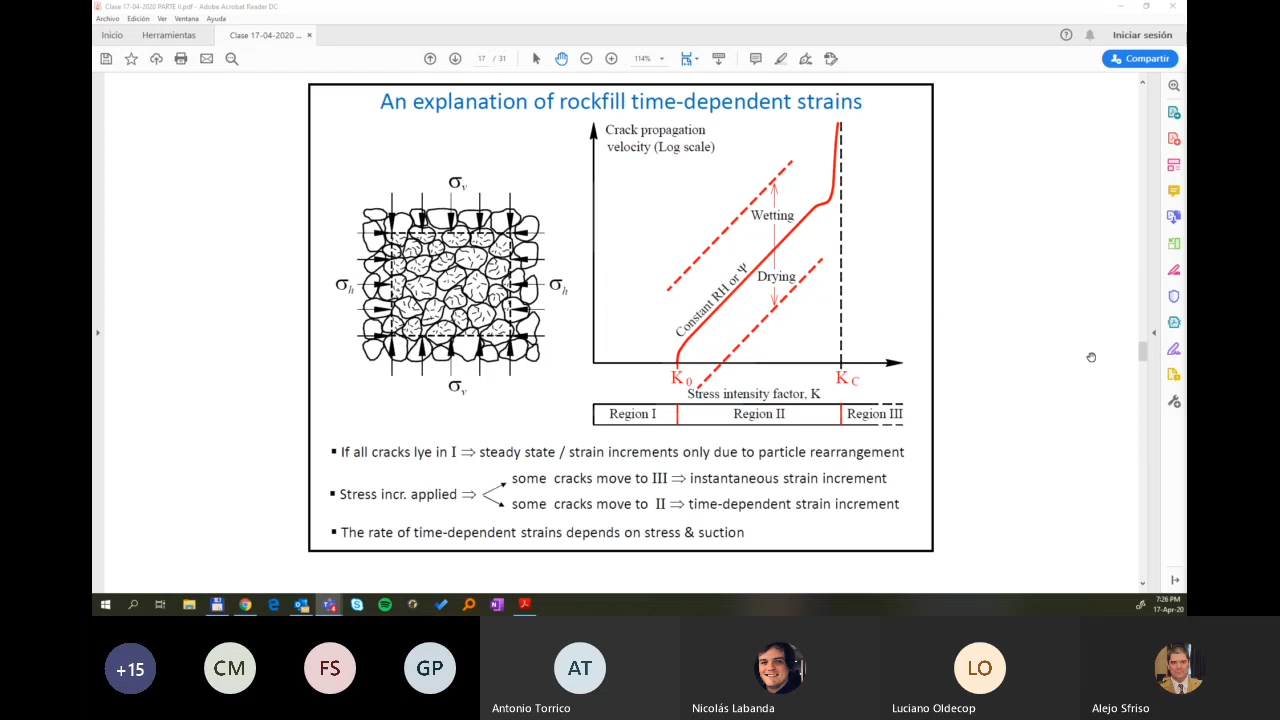 Clase 17-04-2020 PARTE II.pdf - Adobe Acrobat Reader DC
Archivo Edición Ver Ventana Ayuda
Inicio Herramientas Clase 17-04-2020 ... × Iniciar sesión
17 / 31 114% Compartir
An explanation of rockfill time-dependent strains
Crack propagation
velocity (Log scale)
σv
σh σh
σv
Wetting
Drying
Constant RH or Ψ
K0 KC
Stress intensity factor, K
Region I Region II Region III
▪ If all cracks lye in I ⇒ steady state / strain increments only due to particle rearrangement
some cracks move to III ⇒ instantaneous strain increment
▪ Stress incr. applied ⇒
some cracks move to II ⇒ time-dependent strain increment
▪ The rate of time-dependent strains depends on stress & suction
7:26 PM
17-Apr-20
+15 CM FS GP AT LO
Antonio Torrico Nicolás Labanda Luciano Oldecop Alejo Sfriso